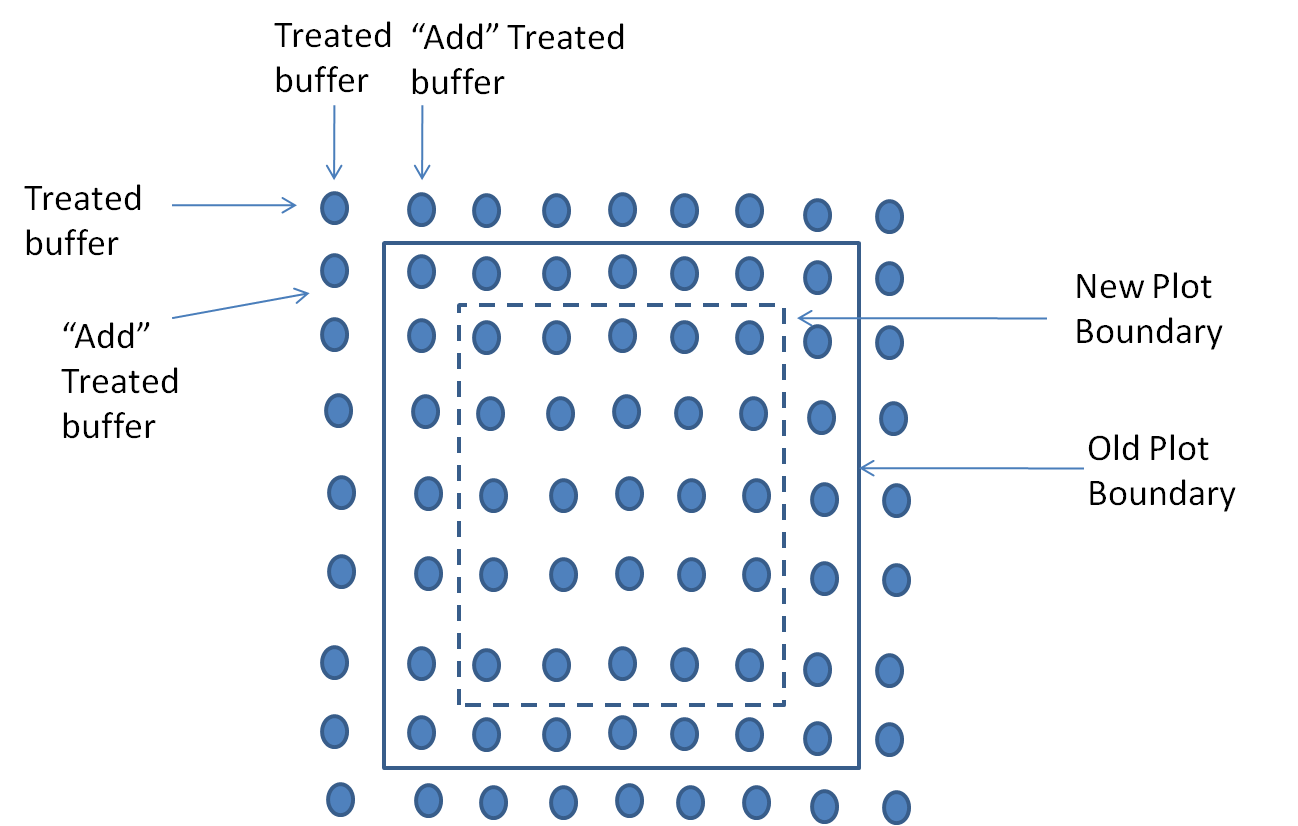 Treated
buffer
“Add” Treated
buffer
Treated
buffer
“Add”
Treated
buffer
New Plot
Boundary
Old Plot
Boundary